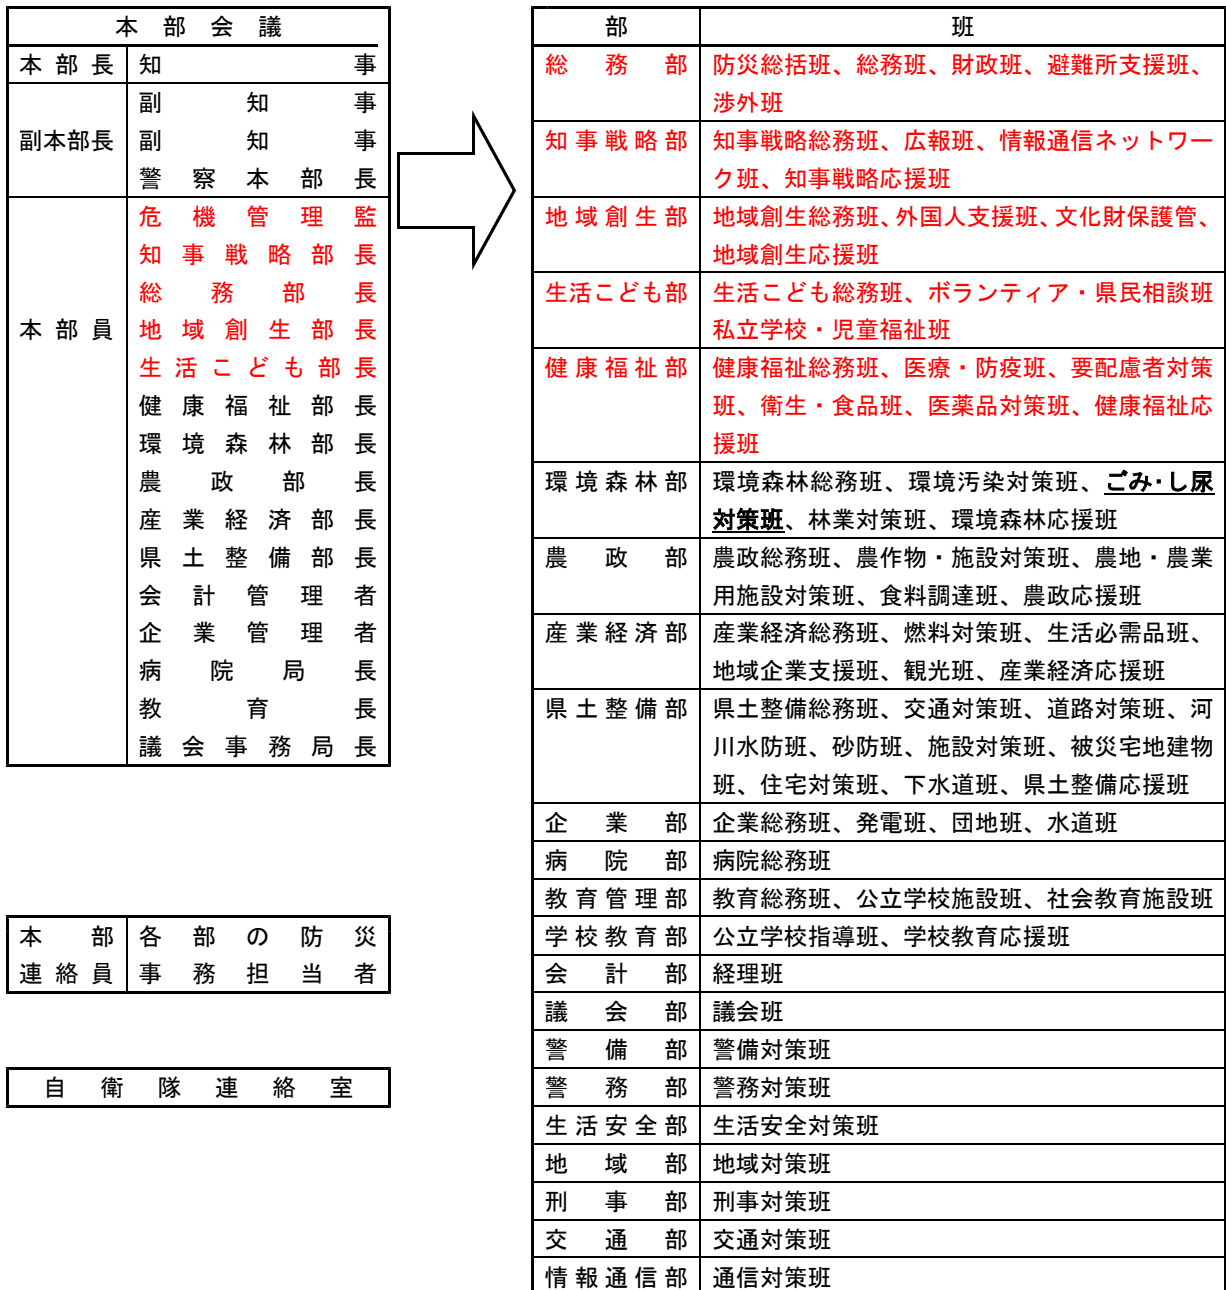 本部会議
本部長 知事
副本部長 副知事
副知事
警察本部長
本部員 危機管理監
知事戦略部長
総務部長
地域創生部長
生活こども部長
健康福祉部長
環境森林部長
農政部長
産業経済部長
県土整備部長
会計管理者
企業管理者
病院局長
教育長
議会事務局長
本部 各部の防災
連絡員 事務担当者
自衛隊連絡室
部 班
総務部 防災総括班、総務班、財政班、避難所支援班、
渉外班
知事戦略部 知事戦略総務班、広報班、情報通信ネットワー
ク班、知事戦略応援班
地域創生部 地域創生総務班、外国人支援班、文化財保護管、
地域創生応援班
生活こども部 生活こども総務班、ボランティア・県民相談班
私立学校・児童福祉班
健康福祉部 健康福祉総務班、医療・防疫班、要配慮者対策
班、衛生・食品班、医薬品対策班、健康福祉応
援班
環境森林部 環境森林総務班、環境汚染対策班、ごみ・し尿
対策班、林業対策班、環境森林応援班
農政部 農政総務班、農作物・施設対策班、農地・農業
用施設対策班、食料調達班、農政応援班
産業経済部 産業経済総務班、燃料対策班、生活必需品班、
地域企業支援班、観光班、産業経済応援班
県土整備部 県土整備総務班、交通対策班、道路対策班、河
川水防班、砂防班、施設対策班、被災宅地建物
班、住宅対策班、下水道班、県土整備応援班
企業部 企業総務班、発電班、団地班、水道班
病院部 病院総務班
教育管理部 教育総務班、公立学校施設班、社会教育施設班
学校教育部 公立学校指導班、学校教育応援班
会計部 経理班
議会部 議会班
警備部 警備対策班
警務部 警務対策班
生活安全部 生活安全対策班
地域部 地域対策班
刑事部 刑事対策班
交通部 交通対策班
情報通信部 通信対策班